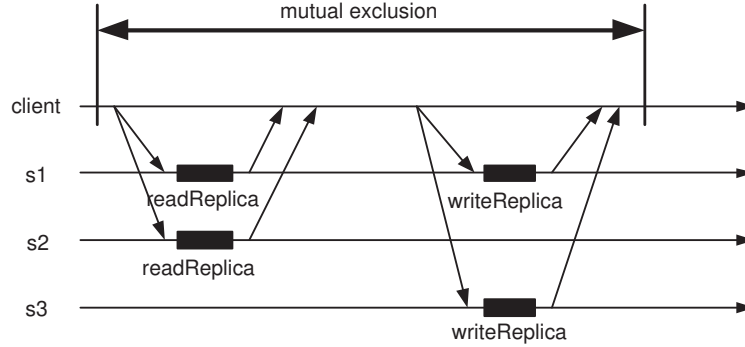 mutual exclusion
client
s1
readReplica
writeReplica
s2
readReplica
s3
writeReplica